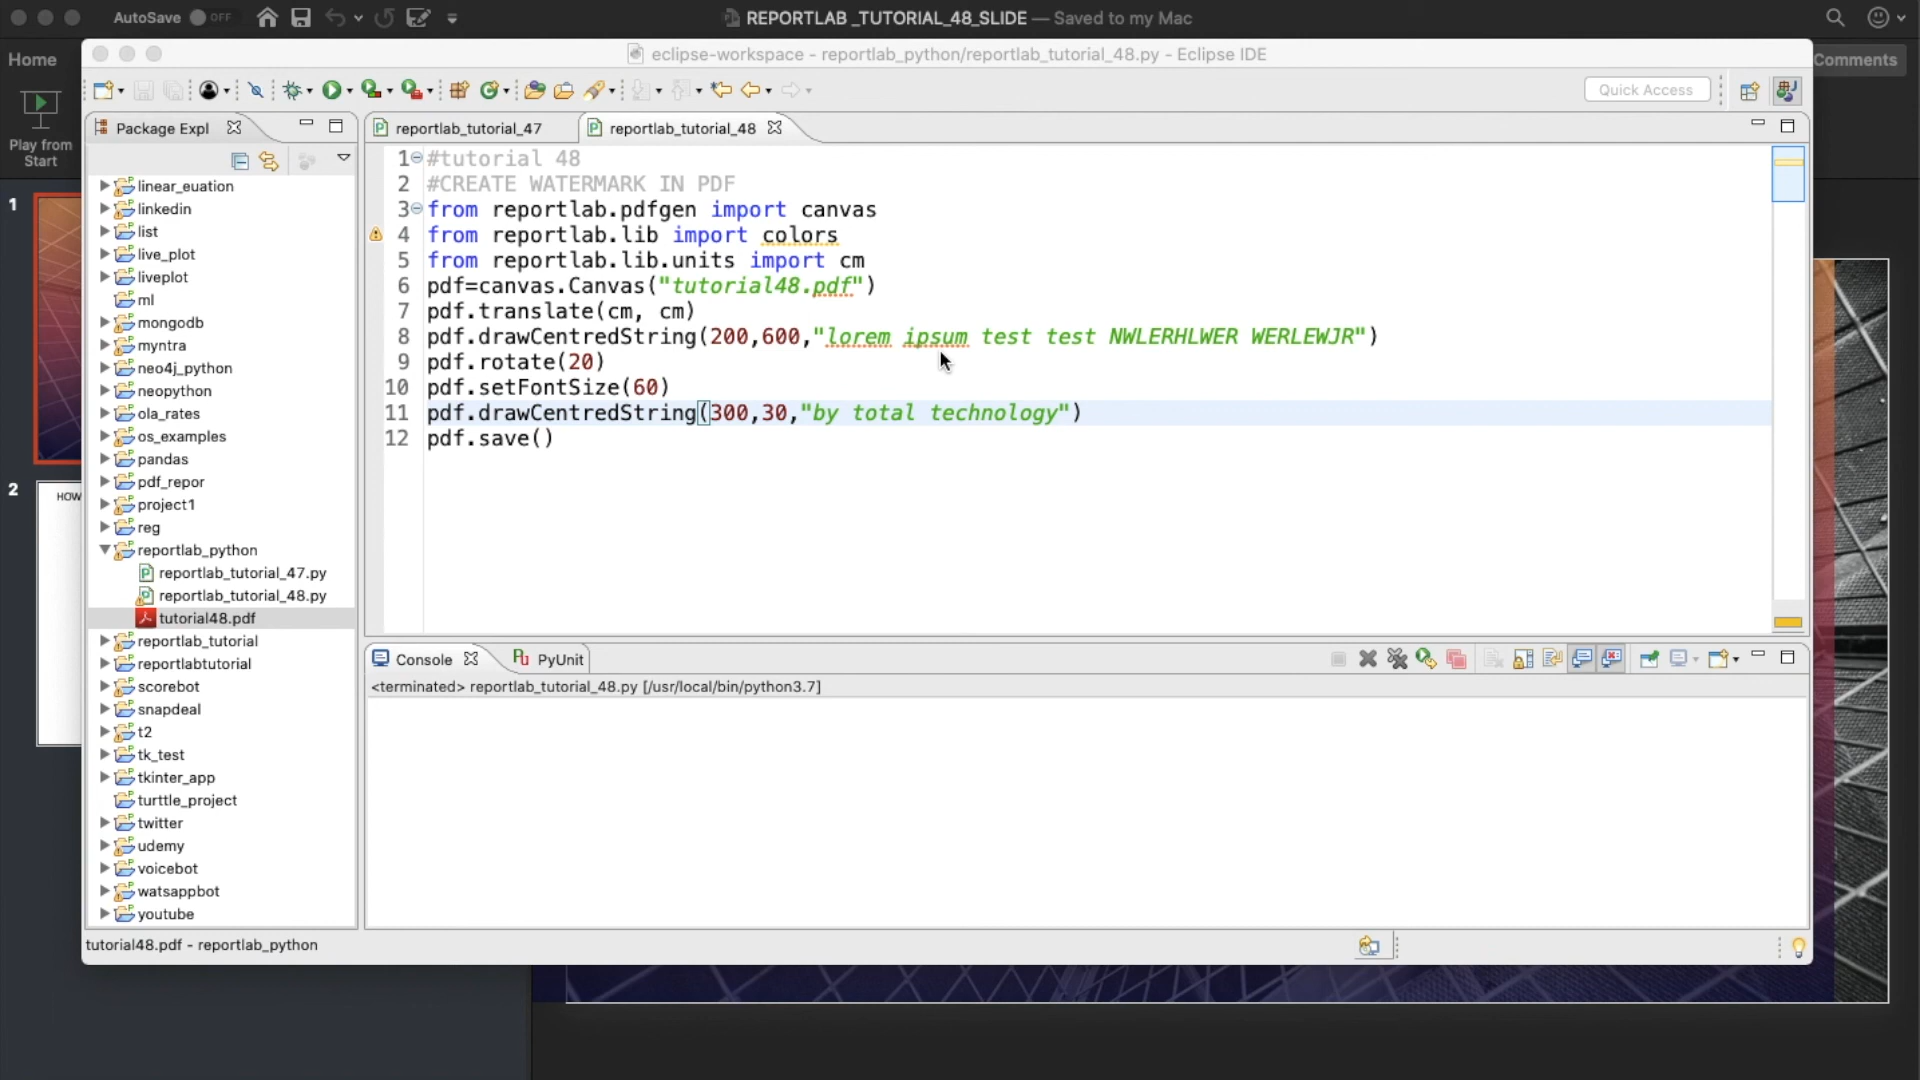 AutoSave OFF
REPORTLAB _TUTORIAL_48_SLIDE — Saved to my Mac
Home
Comments
Play from
Start
1
2
HOW
eclipse-workspace - reportlab_python/reportlab_tutorial_48.py - Eclipse IDE
Quick Access
Package Expl
reportlab_tutorial_47
reportlab_tutorial_48
linear_euation
linkedin
list
live_plot
liveplot
ml
mongodb
myntra
neo4j_python
neopython
ola_rates
os_examples
pandas
pdf_repor
project1
reg
reportlab_python
reportlab_tutorial_47.py
reportlab_tutorial_48.py
tutorial48.pdf
reportlab_tutorial
reportlabtutorial
scorebot
snapdeal
t2
tk_test
tkinter_app
turttle_project
twitter
udemy
voicebot
watsappbot
youtube
1 #tutorial 48
2 #CREATE WATERMARK IN PDF
3 from reportlab.pdfgen import canvas
4 from reportlab.lib import colors
5 from reportlab.lib.units import cm
6 pdf=canvas.Canvas("tutorial48.pdf")
7 pdf.translate(cm, cm)
8 pdf.drawCentredString(200,600,"lorem ipsum test test NWLERHLWER WERLEWJR")
9 pdf.rotate(20)
10 pdf.setFontSize(60)
11 pdf.drawCentredString(300,30,"by total technology")
12 pdf.save()
Console
PyUnit
<terminated> reportlab_tutorial_48.py [/usr/local/bin/python3.7]
tutorial48.pdf - reportlab_python